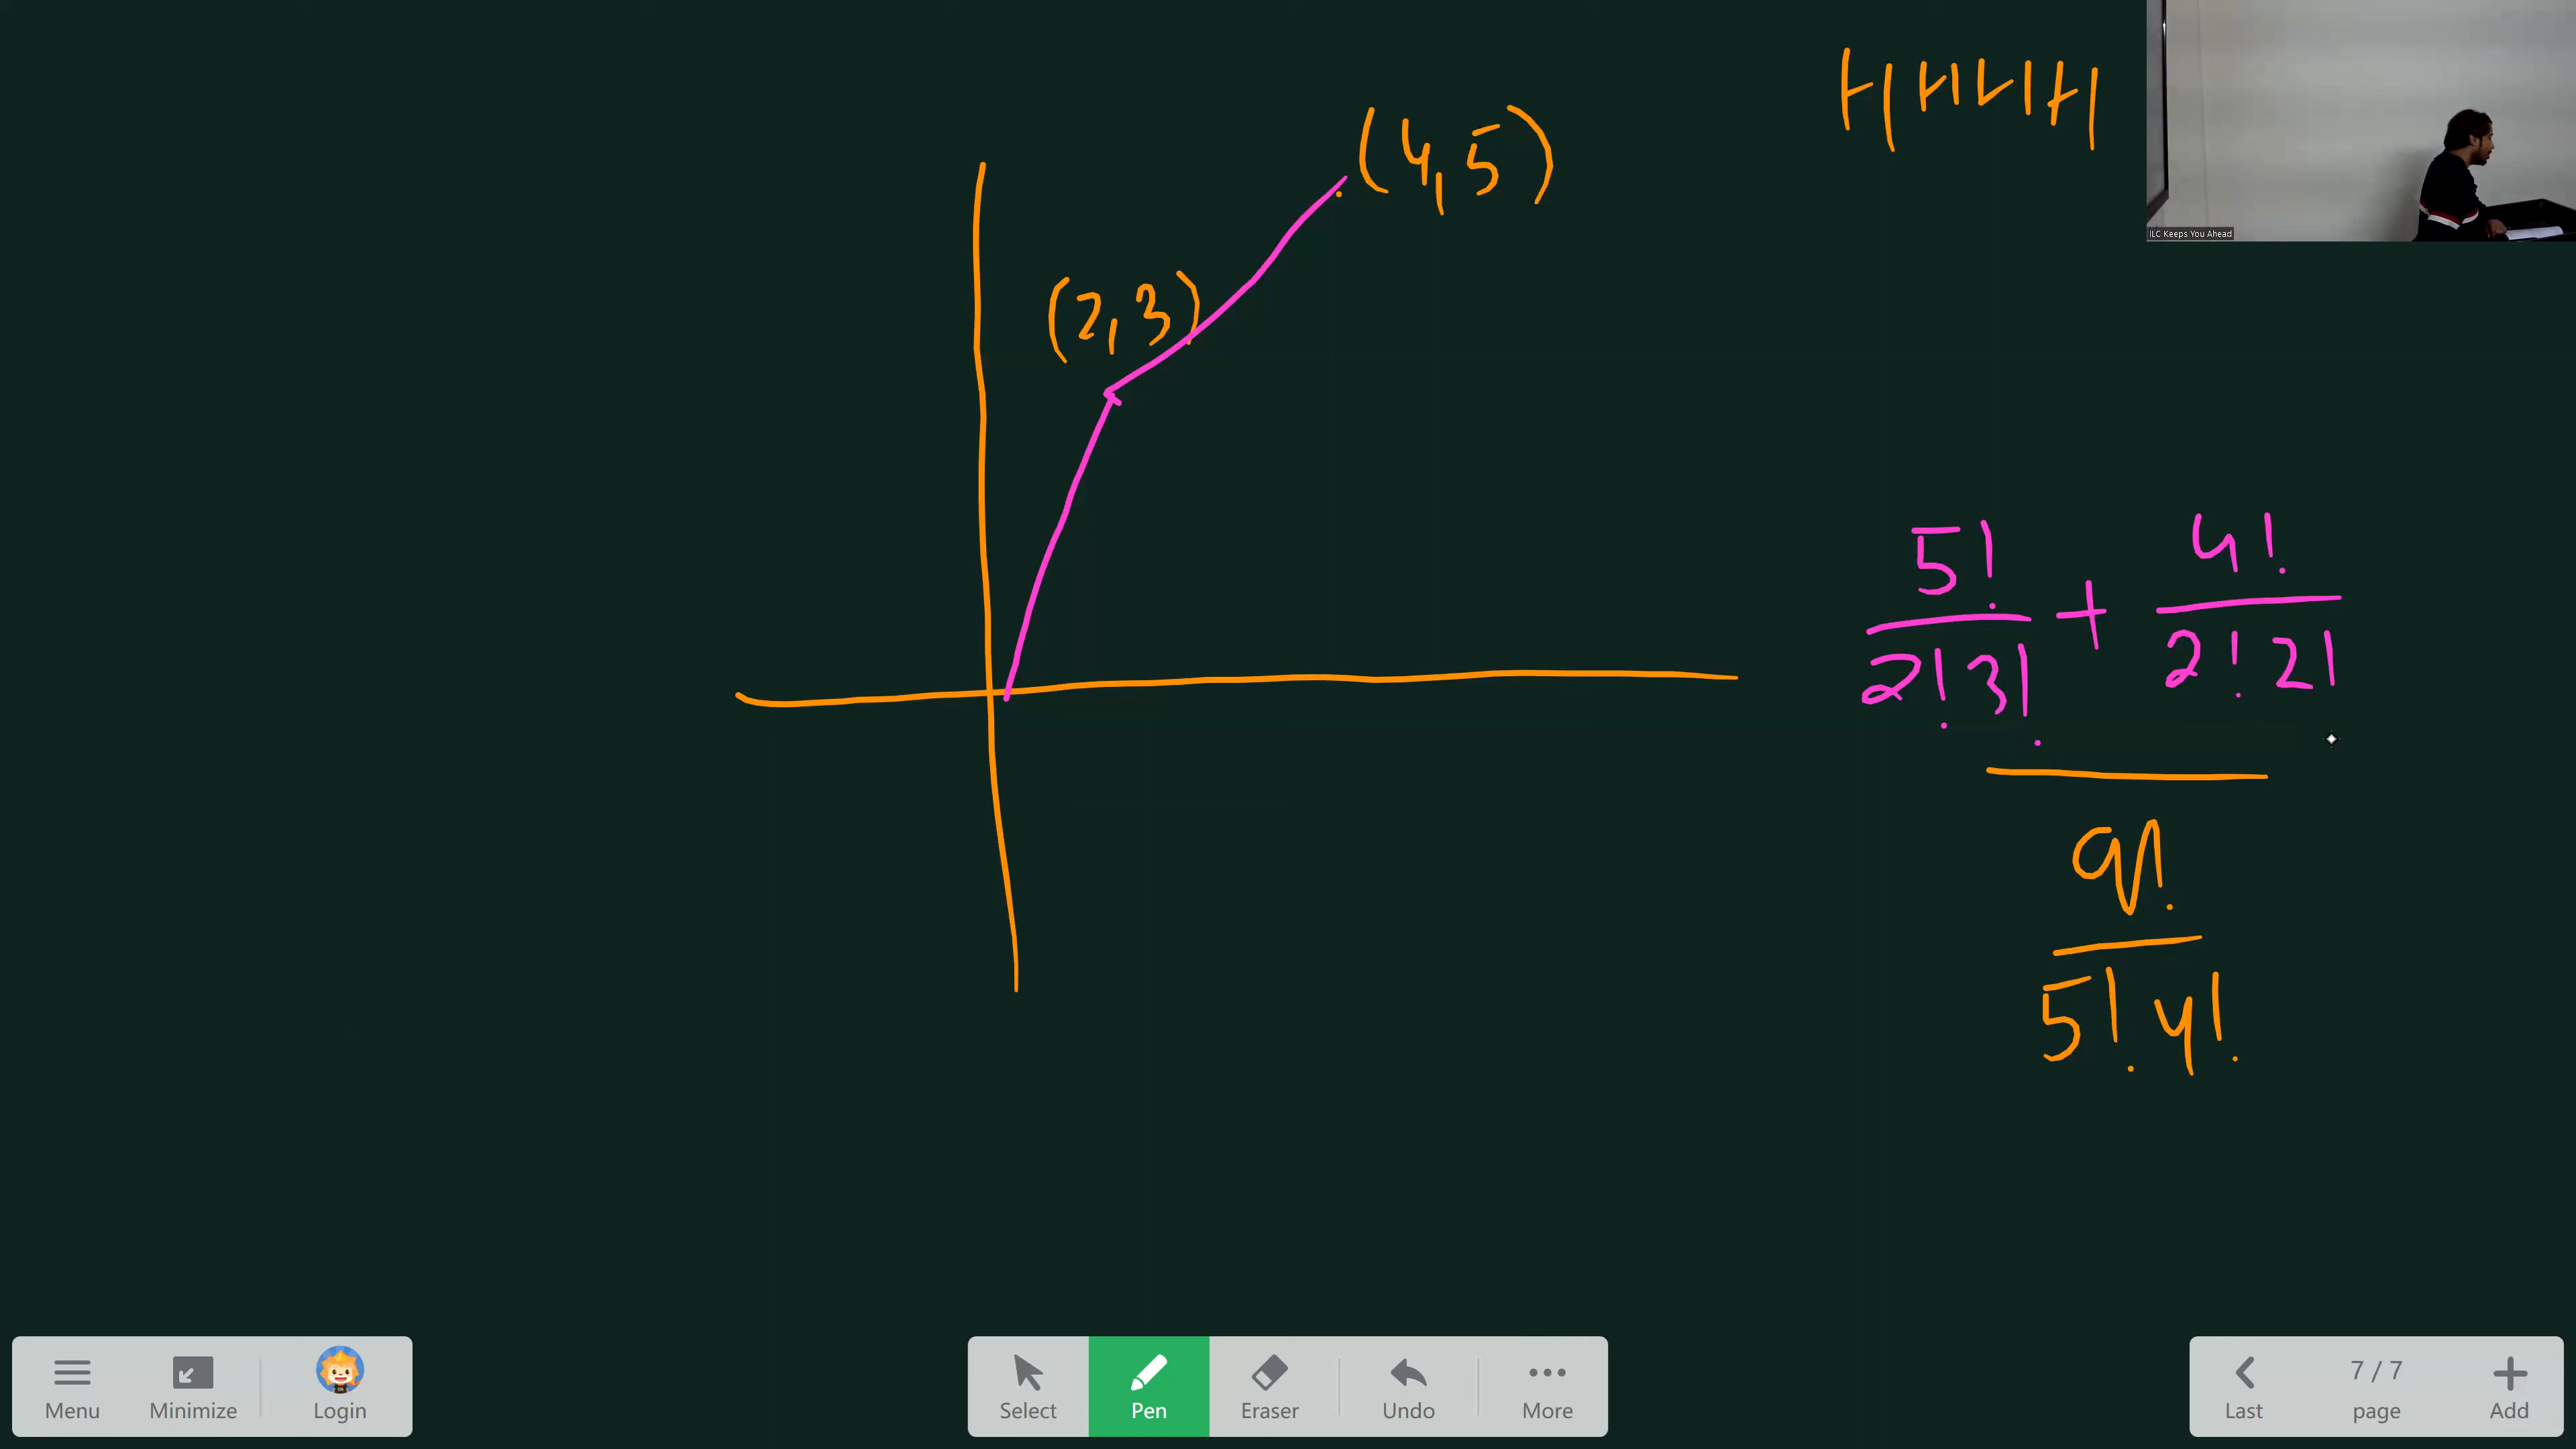 HHHH
(4,5)
ILC Keeps You Ahead
(2,3)
5! + 4!
2! 3! 2! 2!
9!
5! 4!
Menu Minimize Login Select Pen Eraser Undo More Last 7 / 7 page Add